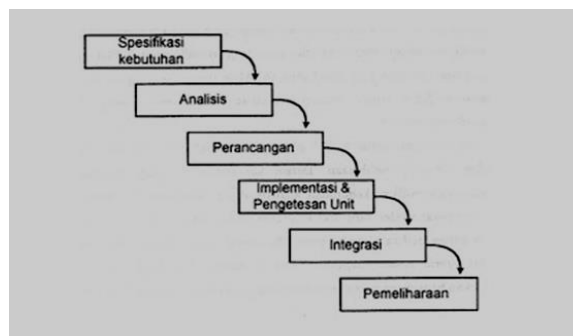 Spesifikasi
kebutuhan
Analisis
Perancangan
Implementasi &
Pengetesan Unit
Integrasi
Pemeliharaan